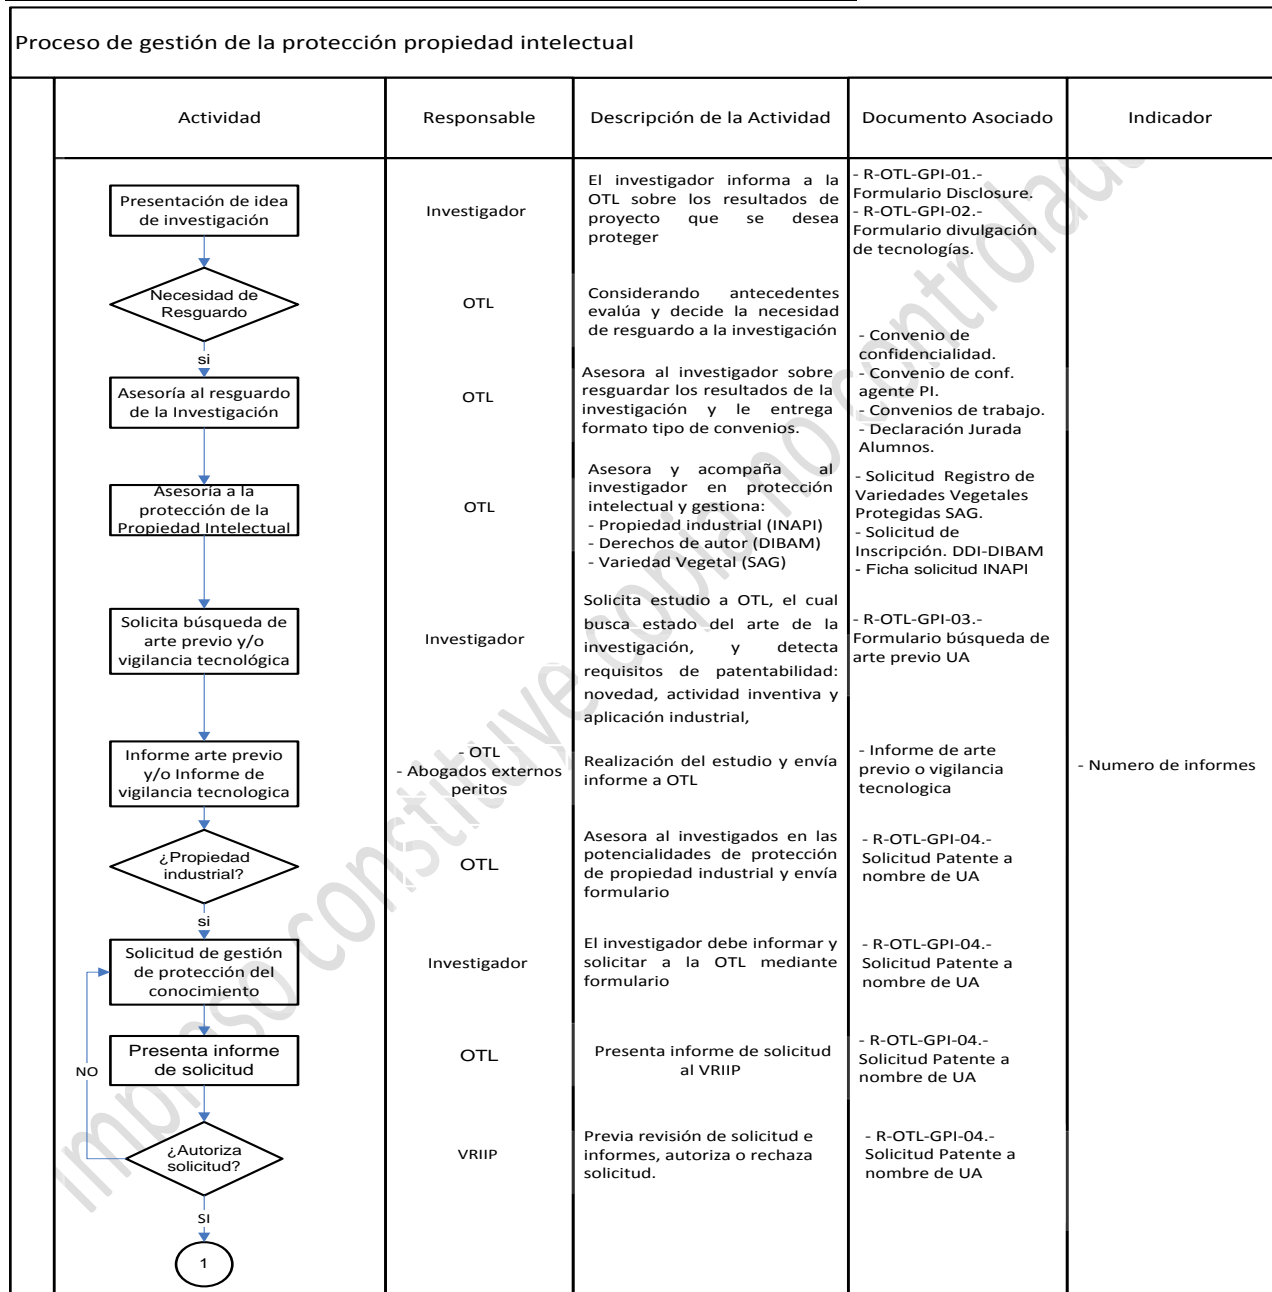 Proceso de gestión de la protección propiedad intelectual
Actividad
Responsable
Descripción de la Actividad
Documento Asociado
Indicador
Presentación de idea
de investigación
Investigador
El investigador informa a la
OTL sobre los resultados de
proyecto que se desea
proteger
- R-OTL-GPI-01.-
Formulario Disclosure.
- R-OTL-GPI-02.-
Formulario divulgación
de tecnologías.
Necesidad de
Resguardo
OTL
Considerando antecedentes
evalúa y decide la necesidad
de resguardo a la investigación
si
Asesoría al resguardo
de la Investigación
OTL
Asesora al investigador sobre
resguardar los resultados de la
investigación y le entrega
formato tipo de convenios.
- Convenio de
confidencialidad.
- Convenio de conf.
agente PI.
- Convenios de trabajo.
- Declaración Jurada
Alumnos.
Asesoría a la
protección de la
Propiedad Intelectual
OTL
Asesora y acompaña al
investigador en protección
intelectual y gestiona:
- Propiedad industrial (INAPI)
- Derechos de autor (DIBAM)
- Variedad Vegetal (SAG)
- Solicitud Registro de
Variedades Vegetales
Protegidas SAG.
- Solicitud de
Inscripción. DDI-DIBAM
- Ficha solicitud INAPI
Solicita búsqueda de
arte previo y/o
vigilancia tecnológica
Investigador
Solicita estudio a OTL, el cual
busca estado del arte de la
investigación, y detecta
requisitos de patentabilidad:
novedad, actividad inventiva y
aplicación industrial,
- R-OTL-GPI-03.-
Formulario búsqueda de
arte previo UA
Informe arte previo
y/o Informe de
vigilancia tecnologica
- OTL
- Abogados externos
peritos
Realización del estudio y envía
informe a OTL
- Informe de arte
previo o vigilancia
tecnologica
- Numero de informes
¿Propiedad
industrial?
OTL
Asesora al investigados en las
potencialidades de protección
de propiedad industrial y envía
formulario
- R-OTL-GPI-04.-
Solicitud Patente a
nombre de UA
si
Solicitud de gestión
de protección del
conocimiento
Investigador
El investigador debe informar y
solicitar a la OTL mediante
formulario
- R-OTL-GPI-04.-
Solicitud Patente a
nombre de UA
Presenta informe
de solicitud
OTL
Presenta informe de solicitud
al VRIIP
- R-OTL-GPI-04.-
Solicitud Patente a
nombre de UA
NO
¿Autoriza
solicitud?
VRIIP
Previa revisión de solicitud e
informes, autoriza o rechaza
solicitud.
- R-OTL-GPI-04.-
Solicitud Patente a
nombre de UA
SI
1
Impreso constituye copia no controlada